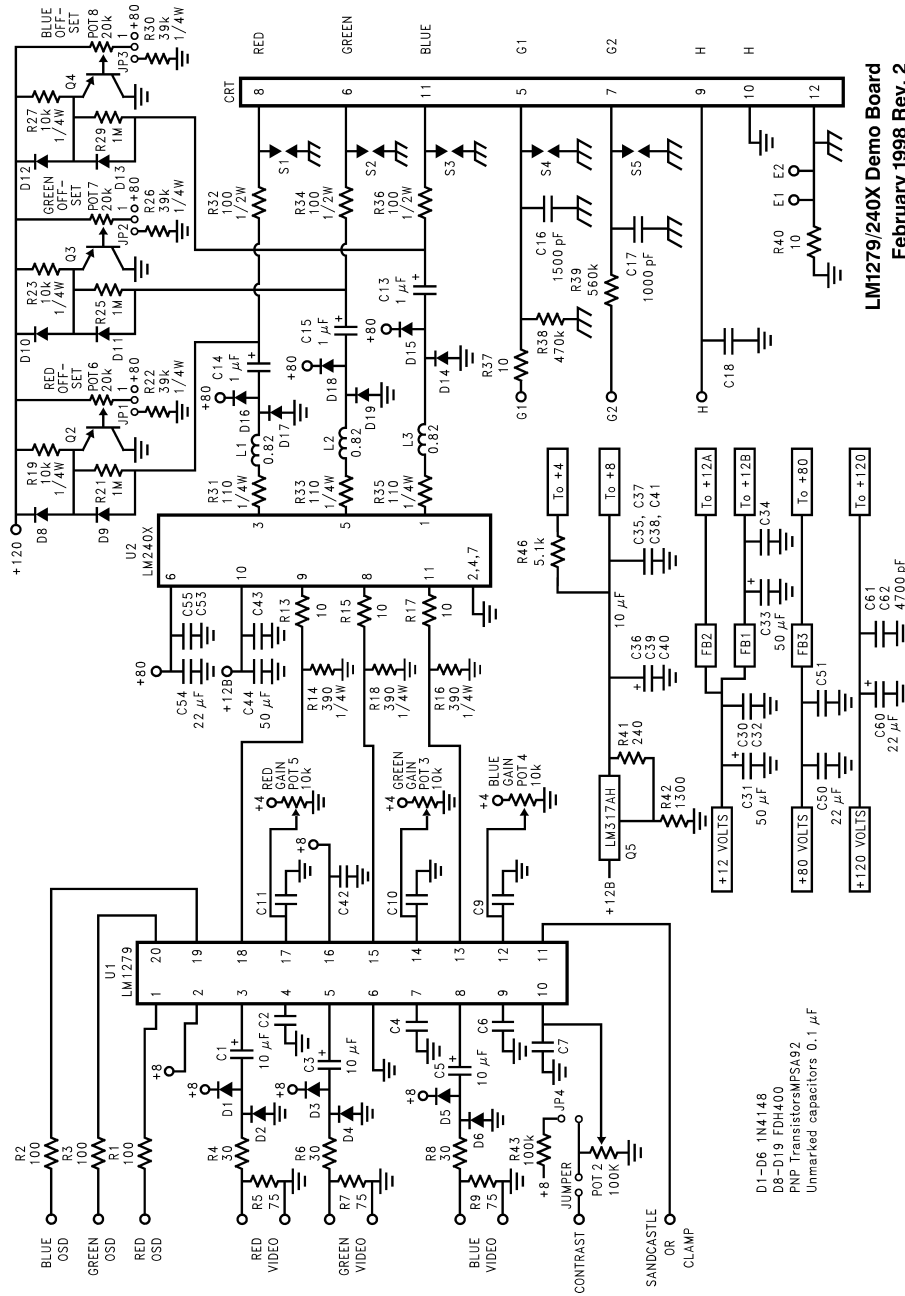 +120
R19
10k
1/4W
D8
D9
R21
1M
Q2
RED
OFF-
SET
POT6
20k
JP1
1
+80
R22
39k
1/4W
D10
R23
10k
1/4W
D11
R25
1M
Q3
GREEN
OFF-
SET
POT7
20k
JP2
1
+80
R26
39k
1/4W
D12
R27
10k
1/4W
D13
R29
1M
Q4
BLUE
OFF-
SET
POT8
20k
JP3
1
+80
R30
39k
1/4W
U2
LM240X
6
10
9
8
11
2,4,7
3
5
1
+80
C54
22 μF
C55
C53
+12B
C44
50 μF
C43
R13
10
R15
10
R17
10
R14
390
1/4W
R18
390
1/4W
R16
390
1/4W
R31
110
1/4W
R33
110
1/4W
R35
110
1/4W
L1
0.82
L2
0.82
L3
0.82
+80
D16
D17
+80
D18
D19
+80
D15
D14
C14
1 μF
+
C15
1 μF
+
C13
1 μF
+
R32
100
1/2W
R34
100
1/2W
R36
100
1/2W
S1
S2
S3
S4
S5
CRT
8
6
11
5
7
9
10
12
RED
GREEN
BLUE
G1
G2
H
H
G1
R37
10
R38
470k
C16
1500 pF
G2
R39
560k
C17
1000 pF
H
C18
R40
10
E1
E2
LM1279/240X Demo Board
February 1998 Rev. 2
BLUE
OSD
R2
100
GREEN
OSD
R3
100
RED
OSD
R1
100
U1
LM1279
1
2
3
4
5
6
7
8
9
10
20
19
18
17
16
15
14
13
12
11
+8
RED
VIDEO
R5
75
R4
30
+8
D1
D2
C1
10 μF
+
C2
GREEN
VIDEO
R7
75
R6
30
+8
D3
D4
C3
10 μF
+
C4
BLUE
VIDEO
R9
75
R8
30
+8
D5
D6
C5
10 μF
+
C6
C7
CONTRAST
JUMPER
+8
R43
100k
JP4
POT 2
100K
SANDCASTLE
OR
CLAMP
C11
+4
RED
GAIN
POT 5
10k
+8
C42
C10
+4
GREEN
GAIN
POT 3
10k
C9
+4
BLUE
GAIN
POT 4
10k
+12B
LM317AH
Q5
R41
240
R42
1300
+
C36
C39
C40
10 μF
C35, C37
C38, C41
R46
5.1k
To +4
To +8
+12 VOLTS
+
C31
50 μF
C30
C32
FB2
FB1
To +12A
To +12B
+
C33
50 μF
C34
+80 VOLTS
C50
22 μF
C51
FB3
To +80
+120 VOLTS
+
C60
22 μF
C61
C62
4700 pF
To +120
D1-D6 1N4148
D8-D19 FDH400
PNP TransistorsMPSA92
Unmarked capacitors 0.1 μF